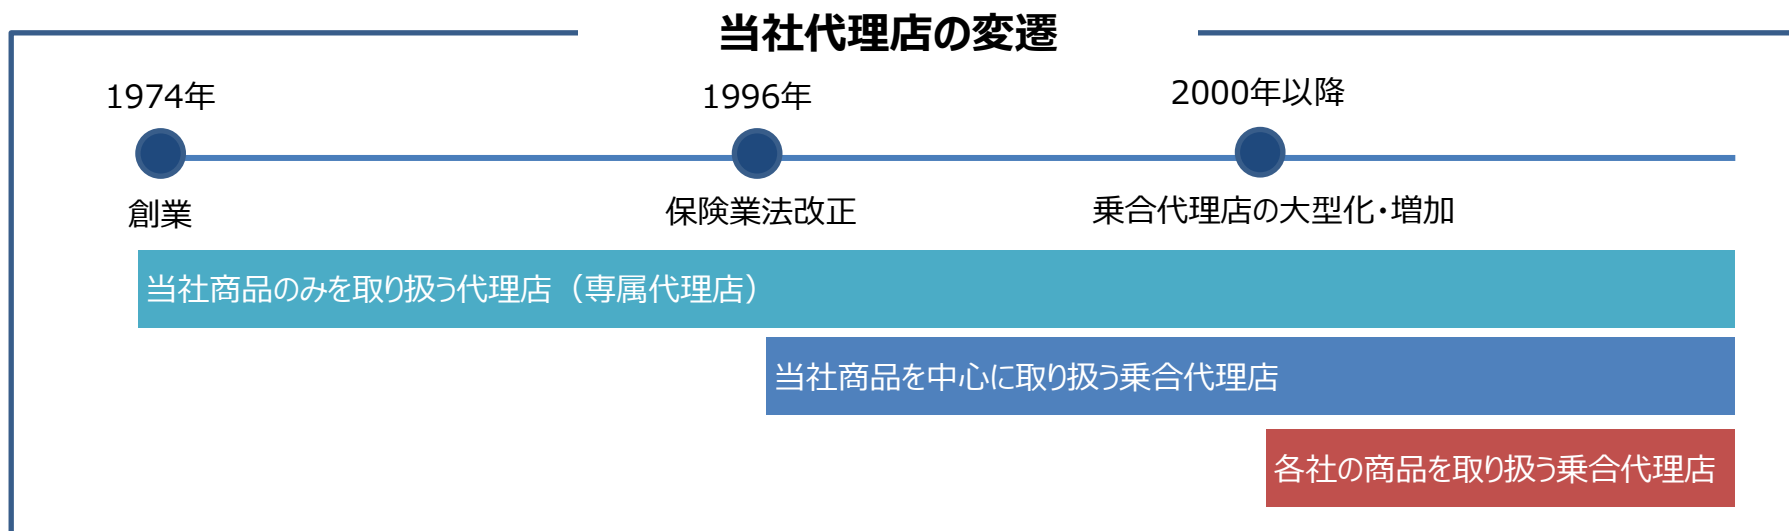 当社代理店の変遷
1974年
1996年
2000年以降
創業
保険業法改正
乗合代理店の大型化・増加
当社商品のみを取り扱う代理店（専属代理店）
当社商品を中心に取り扱う乗合代理店
各社の商品を取り扱う乗合代理店